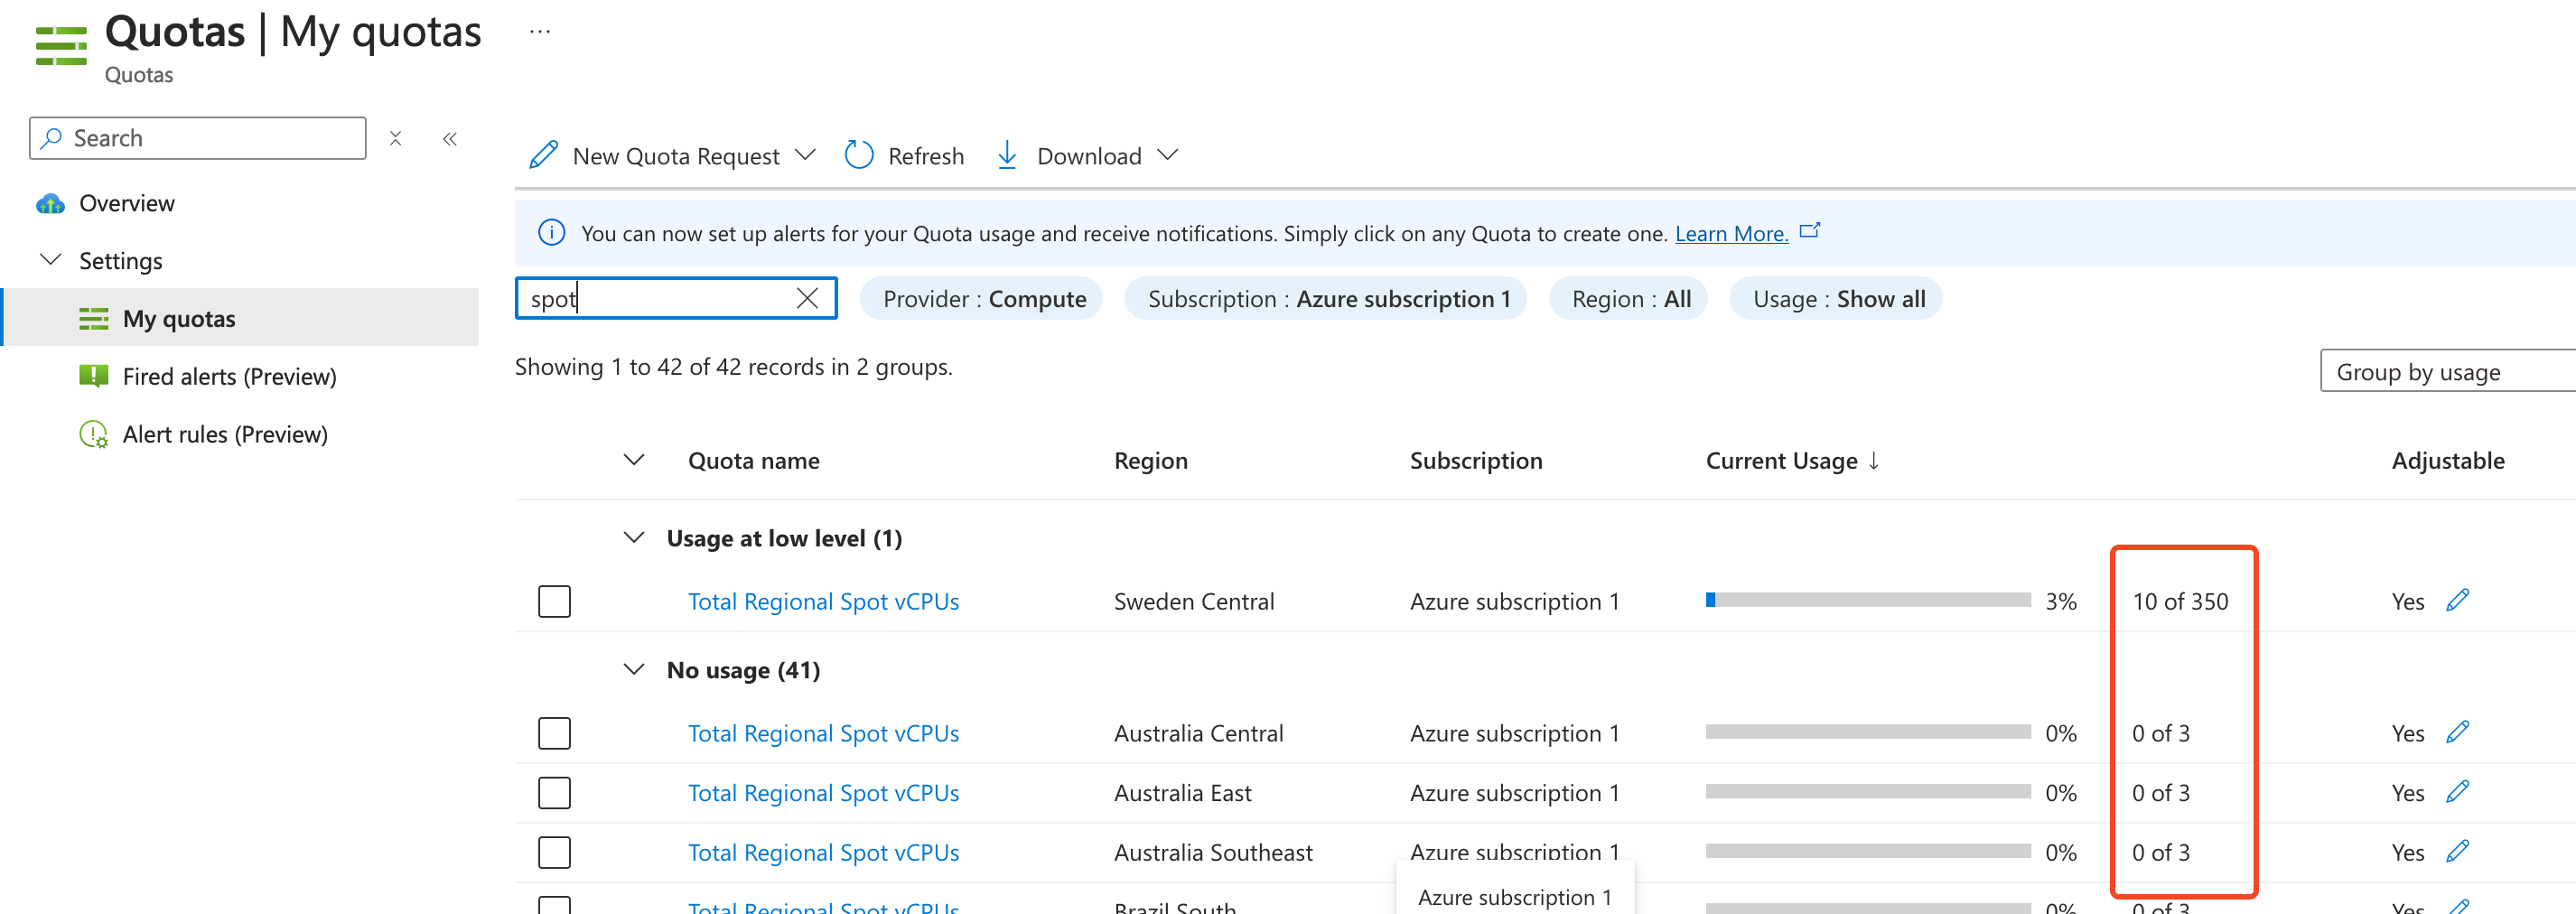 Quotas | My quotas ...
Quotas
Search
Overview
Settings
My quotas
Fired alerts (Preview)
Alert rules (Preview)
New Quota Request Refresh Download
You can now set up alerts for your Quota usage and receive notifications. Simply click on any Quota to create one. Learn More.
spot Provider : Compute Subscription : Azure subscription 1 Region : All Usage : Show all
Showing 1 to 42 of 42 records in 2 groups.
Group by usage
Quota name Region Subscription Current Usage ↓ Adjustable
Usage at low level (1)
Total Regional Spot vCPUs Sweden Central Azure subscription 1 3% 10 of 350 Yes
No usage (41)
Total Regional Spot vCPUs Australia Central Azure subscription 1 0% 0 of 3 Yes
Total Regional Spot vCPUs Australia East Azure subscription 1 0% 0 of 3 Yes
Total Regional Spot vCPUs Australia Southeast Azure subscription 1 0% 0 of 3 Yes
Azure subscription 1
Total Regional Spot vCPUs Brazil South 0% 0 of 3 Yes